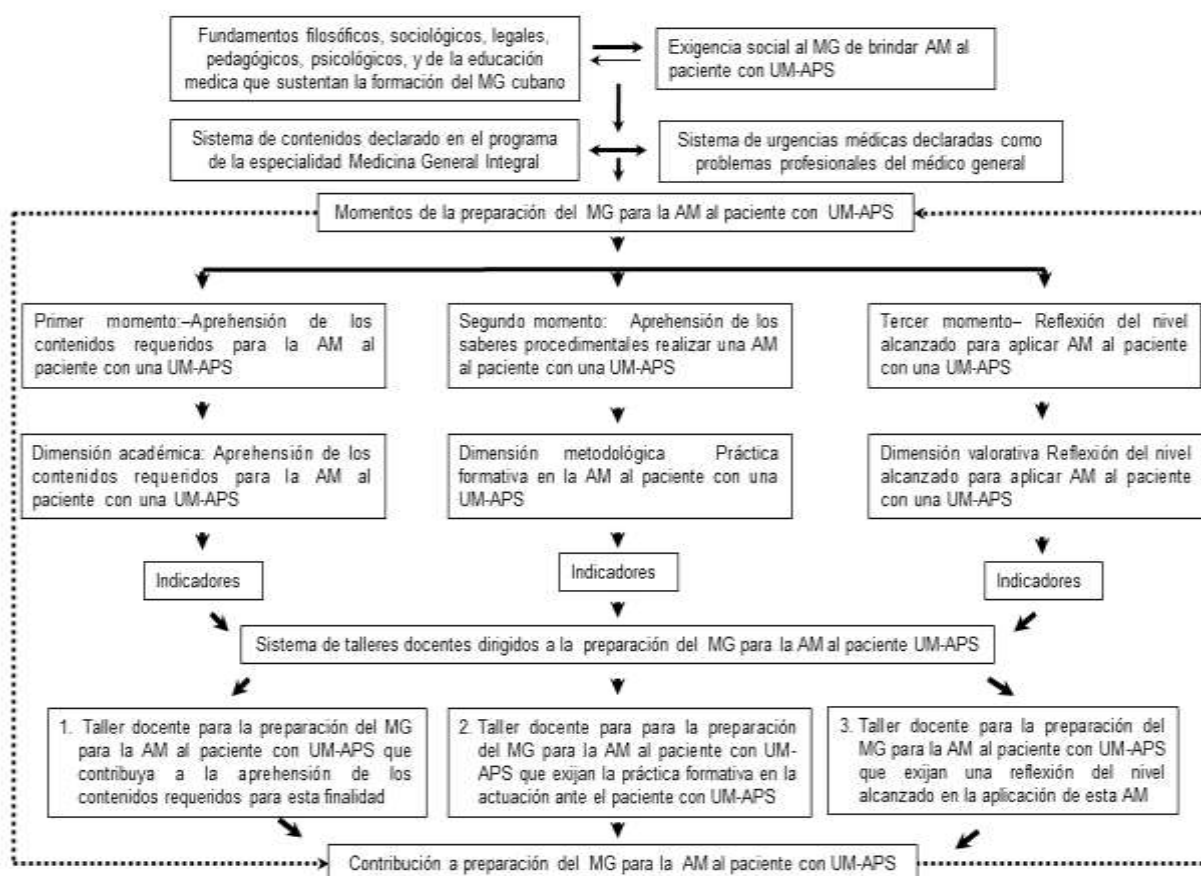 Fundamentos filosóficos, sociológicos, legales,
pedagógicos, psicológicos, y de la educación
medica que sustentan la formación del MG cubano
Exigencia social al MG de brindar AM al
paciente con UM-APS
Sistema de contenidos declarado en el programa
de la especialidad Medicina General Integral
Sistema de urgencias médicas declaradas como
problemas profesionales del médico general
Momentos de la preparación del MG para la AM al paciente con UM-APS
Primer momento:–Aprehensión de los
contenidos requeridos para la AM al
paciente con una UM-APS
Segundo momento: Aprehensión de los
saberes procedimentales realizar una AM
al paciente con una UM-APS
Tercer momento– Reflexión del nivel
alcanzado para aplicar AM al paciente
con una UM-APS
Dimensión académica: Aprehensión de los
contenidos requeridos para la AM al
paciente con una UM-APS
Dimensión metodológica Práctica
formativa en la AM al paciente con una
UM-APS
Dimensión valorativa Reflexión del nivel
alcanzado para aplicar AM al paciente
con una UM-APS
Indicadores
Indicadores
Indicadores
Sistema de talleres docentes dirigidos a la preparación del MG para la AM al paciente UM-APS
1. Taller docente para la preparación del MG
para la AM al paciente con UM-APS que
contribuya a la aprehensión de los
contenidos requeridos para esta finalidad
2. Taller docente para para la preparación
del MG para la AM al paciente con UM-
APS que exijan la práctica formativa en la
actuación ante el paciente con UM-APS
3. Taller docente para la preparación del
MG para la AM al paciente con UM-APS
que exijan una reflexión del nivel
alcanzado en la aplicación de esta AM
Contribución a preparación del MG para la AM al paciente con UM-APS